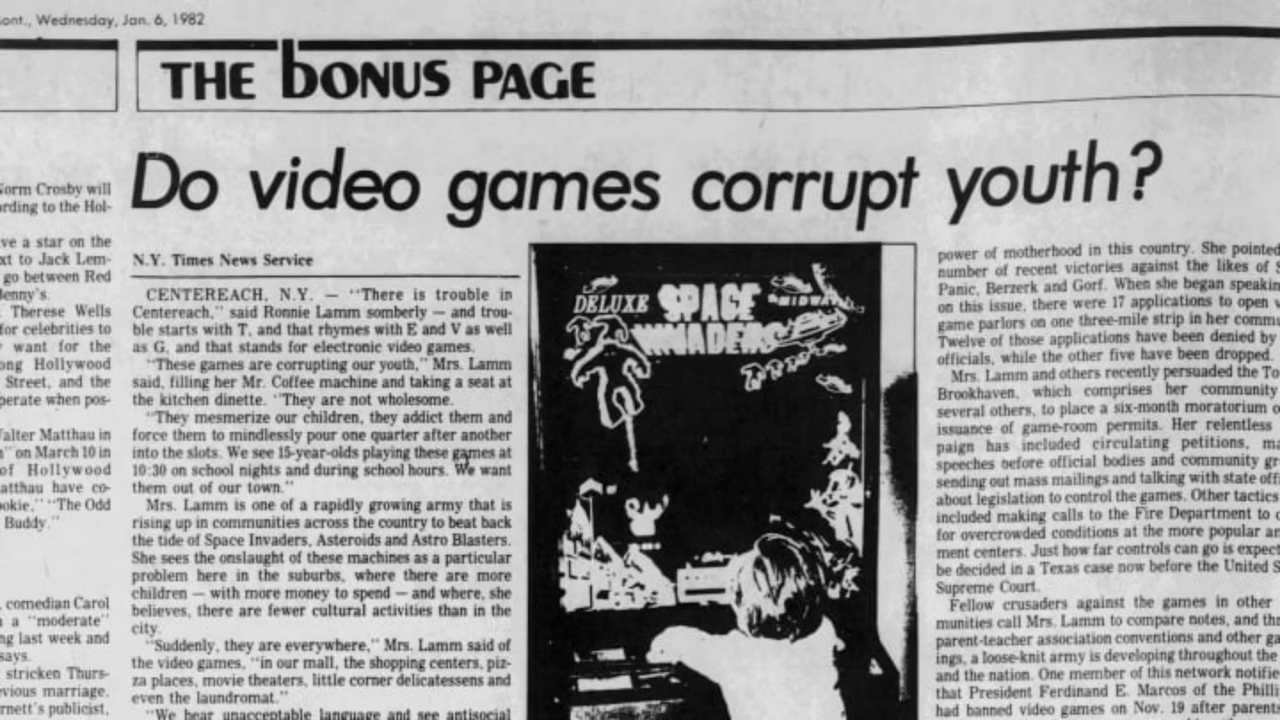 ont., Wednesday, Jan. 6, 1982
THE bONUS PAGE
Do video games corrupt youth?
Norm Crosby will
rding to the Hol-
ve a star on the
xt to Jack Lem-
go between Red
enny's.
Therese Wells
for celebrities to
want for the
ong Hollywood
Street, and the
perate when pos-
Walter Matthau in
" on March 10 in
of Hollywood
atthau have co-
ookie," "The Odd
Buddy."
, comedian Carol
a "moderate"
ng last week and
says.
stricken Thurs-
evious marriage,
rnett's publicist,
N.Y. Times News Service
CENTEREACH, N.Y. — "There is trouble in
Centereach," said Ronnie Lamm somberly — and trou-
ble starts with T, and that rhymes with E and V as well
as G, and that stands for electronic video games.
"These games are corrupting our youth," Mrs. Lamm
said, filling her Mr. Coffee machine and taking a seat at
the kitchen dinette. "They are not wholesome.
"They mesmerize our children, they addict them and
force them to mindlessly pour one quarter after another
into the slots. We see 15-year-olds playing these games at
10:30 on school nights and during school hours. We want
them out of our town."
Mrs. Lamm is one of a rapidly growing army that is
rising up in communities across the country to beat back
the tide of Space Invaders, Asteroids and Astro Blasters.
She sees the onslaught of these machines as a particular
problem here in the suburbs, where there are more
children — with more money to spend — and where, she
believes, there are fewer cultural activities than in the
city.
"Suddenly, they are everywhere," Mrs. Lamm said of
the video games, "in our mall, the shopping centers, piz-
za places, movie theaters, little corner delicatessens and
even the laundromat."
"We hear unacceptable language and see antisocial
DELUXE SPACE MIDWAY
INVADERS
power of motherhood in this country. She pointed
number of recent victories against the likes of
Panic, Berzerk and Gorf. When she began speakin
on this issue, there were 17 applications to open
game parlors on one three-mile strip in her commu
Twelve of those applications have been denied by
officials, while the other five have been dropped.
Mrs. Lamm and others recently persuaded the To
Brookhaven, which comprises her community
several others, to place a six-month moratorium o
issuance of game-room permits. Her relentless
paign has included circulating petitions, ma
speeches before official bodies and community gr
sending out mass mailings and talking with state offi
about legislation to control the games. Other tactics
included making calls to the Fire Department to c
for overcrowded conditions at the more popular am
ment centers. Just how far controls can go is expect
be decided in a Texas case now before the United S
Supreme Court.
Fellow crusaders against the games in other
munities call Mrs. Lamm to compare notes, and thr
parent-teacher association conventions and other ga
ings, a loose-knit army is developing throughout the
and the nation. One member of this network notifie
that President Ferdinand E. Marcos of the Philli
had banned video games on Nov. 19 after parents